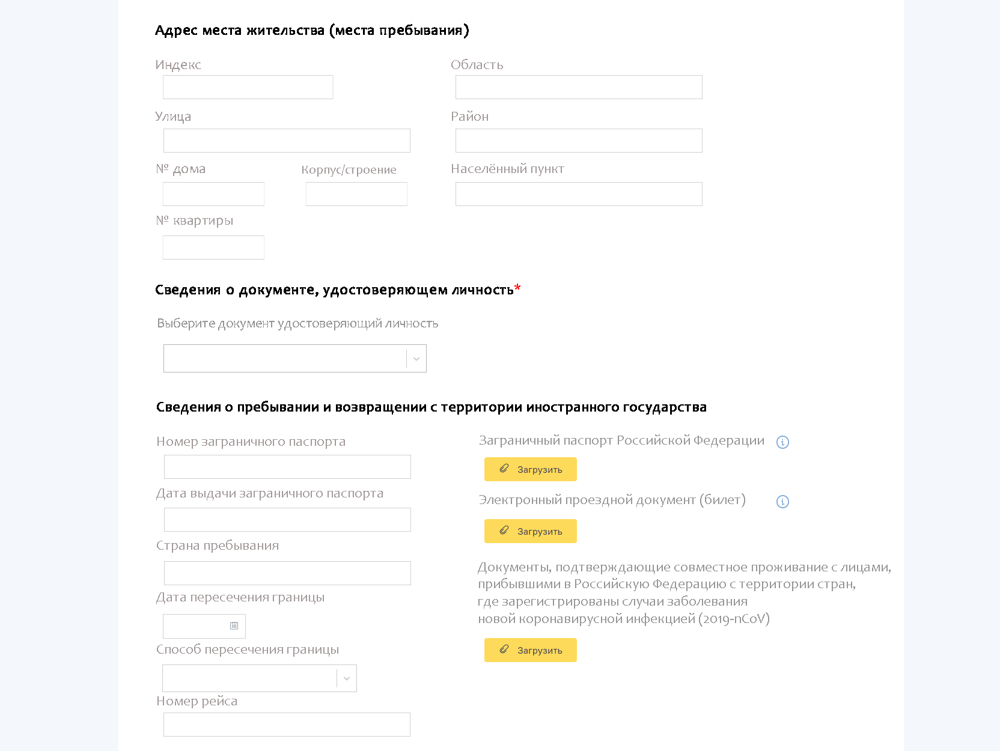 Адрес места жительства (места пребывания)
Индекс
Область
Улица
Район
№ дома
Корпус/строение
Населённый пункт
№ квартиры
Сведения о документе, удостоверяющем личность*
Выберите документ удостоверяющий личность
Сведения о пребывании и возвращении с территории иностранного государства
Номер заграничного паспорта
Дата выдачи заграничного паспорта
Страна пребывания
Дата пересечения границы
Способ пересечения границы
Номер рейса
Заграничный паспорт Российской Федерации
Загрузить
Электронный проездной документ (билет)
Загрузить
Документы, подтверждающие совместное проживание с лицами,
прибывшими в Российскую Федерацию с территории стран,
где зарегистрированы случаи заболевания
новой коронавирусной инфекцией (2019-nCoV)
Загрузить